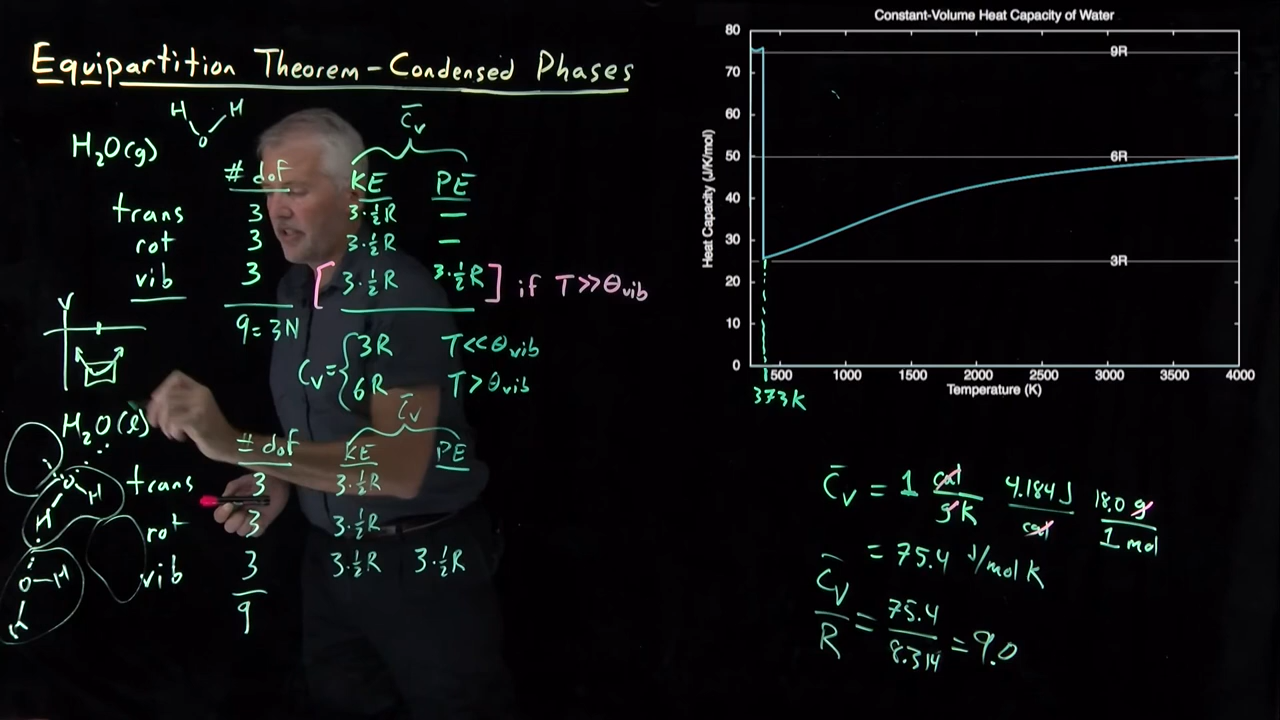 Equipartition Theorem - Condensed Phases
H H
O
H₂O(g)
C̄ᵥ
# dof KE PE
trans 3 3·½R —
rot 3 3·½R —
vib 3 [3·½R 3·½R] if T>>Θvib
9=3N
V
Cᵥ= { 3R T<<Θvib
6R T>Θvib
H₂O(l)
C̄ᵥ
# dof KE PE
trans 3 3·½R
rot 3 3·½R
vib 3 3·½R 3·½R
9
O H
H
O-H
H
Constant-Volume Heat Capacity of Water
Heat Capacity (J/K/mol)
80
70
50
40
30
20
10
0
9R
6R
3R
500 1000 1500 2000 2500 3000 3500 4000
Temperature (K)
373K
C̄ᵥ = 1 cal/gK 4.184J/cal 18.0 g/1 mol
= 75.4 J/mol K
C̄ᵥ/R = 75.4/8.314 = 9.0